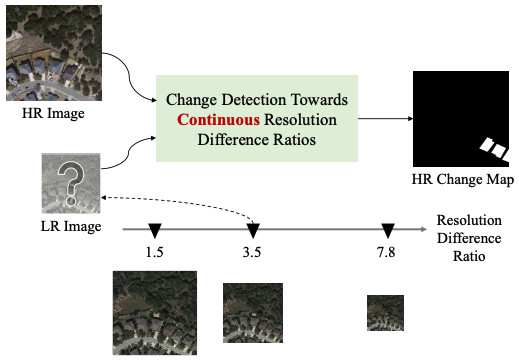 HR Image
Change Detection Towards
Continuous Resolution
Difference Ratios
HR Change Map
?
LR Image
1.5
3.5
7.8
Resolution
Difference
Ratio